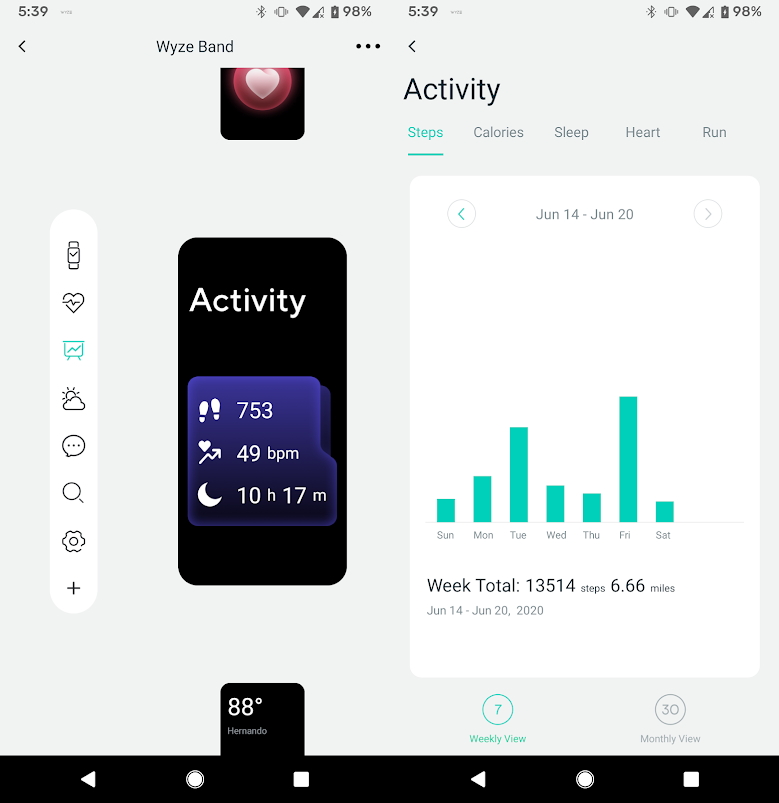 5:39
98%
Wyze Band
Activity
753
49 bpm
10 h 17 m
88°
Hernando
5:39
98%
Activity
Steps Calories Sleep Heart Run
Jun 14 - Jun 20
Sun Mon Tue Wed Thu Fri Sat
Week Total: 13514 steps 6.66 miles
Jun 14 - Jun 20, 2020
7 30
Weekly View Monthly View